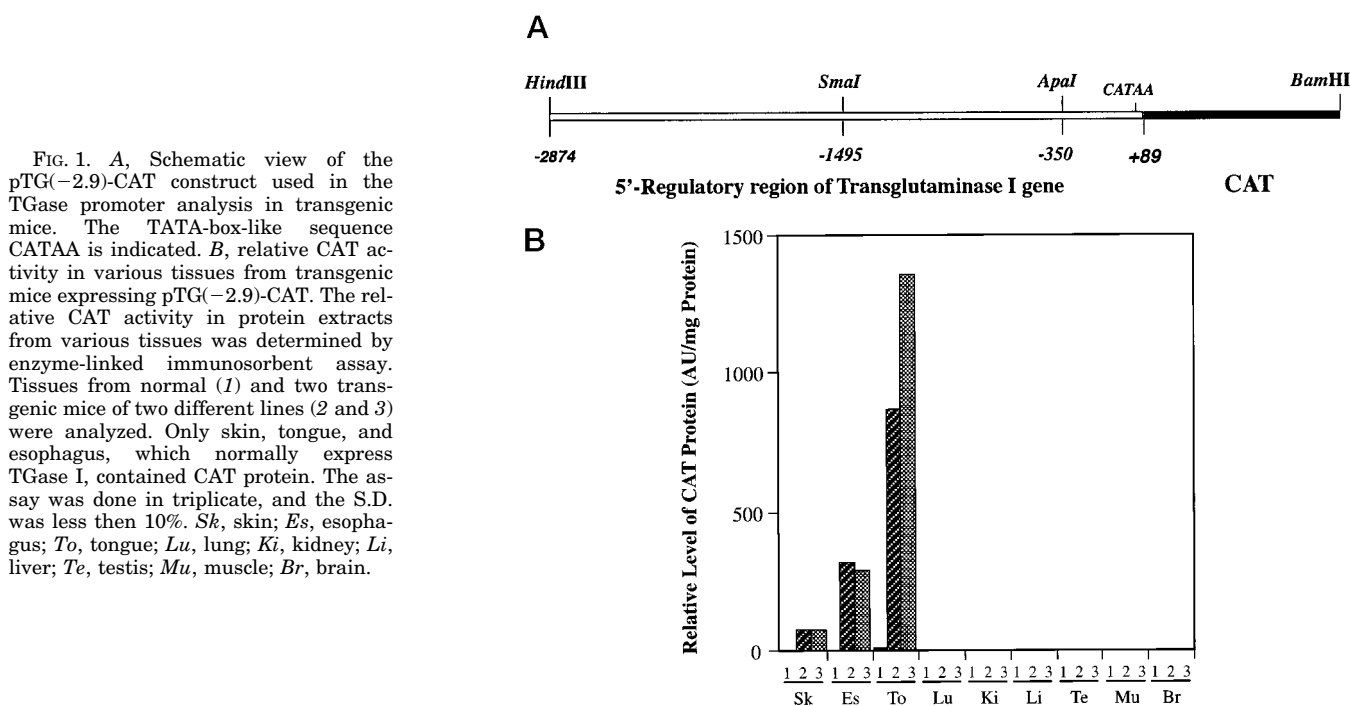 FIG. 1. A, Schematic view of the
pTG(−2.9)-CAT construct used in the
TGase promoter analysis in transgenic
mice. The TATA-box-like sequence
CATAA is indicated. B, relative CAT ac-
tivity in various tissues from transgenic
mice expressing pTG(−2.9)-CAT. The rel-
ative CAT activity in protein extracts
from various tissues was determined by
enzyme-linked immunosorbent assay.
Tissues from normal (1) and two trans-
genic mice of two different lines (2 and 3)
were analyzed. Only skin, tongue, and
esophagus, which normally express
TGase I, contained CAT protein. The as-
say was done in triplicate, and the S.D.
was less then 10%. Sk, skin; Es, esopha-
gus; To, tongue; Lu, lung; Ki, kidney; Li,
liver; Te, testis; Mu, muscle; Br, brain.
A
HindIII SmaI ApaI CATAA BamHI
-2874 -1495 -350 +89
5'-Regulatory region of Transglutaminase I gene CAT
B
Relative Level of CAT Protein (AU/mg Protein)
1500
1000
500
0
1 2 3 1 2 3 1 2 3 1 2 3 1 2 3 1 2 3 1 2 3 1 2 3 1 2 3
Sk Es To Lu Ki Li Te Mu Br